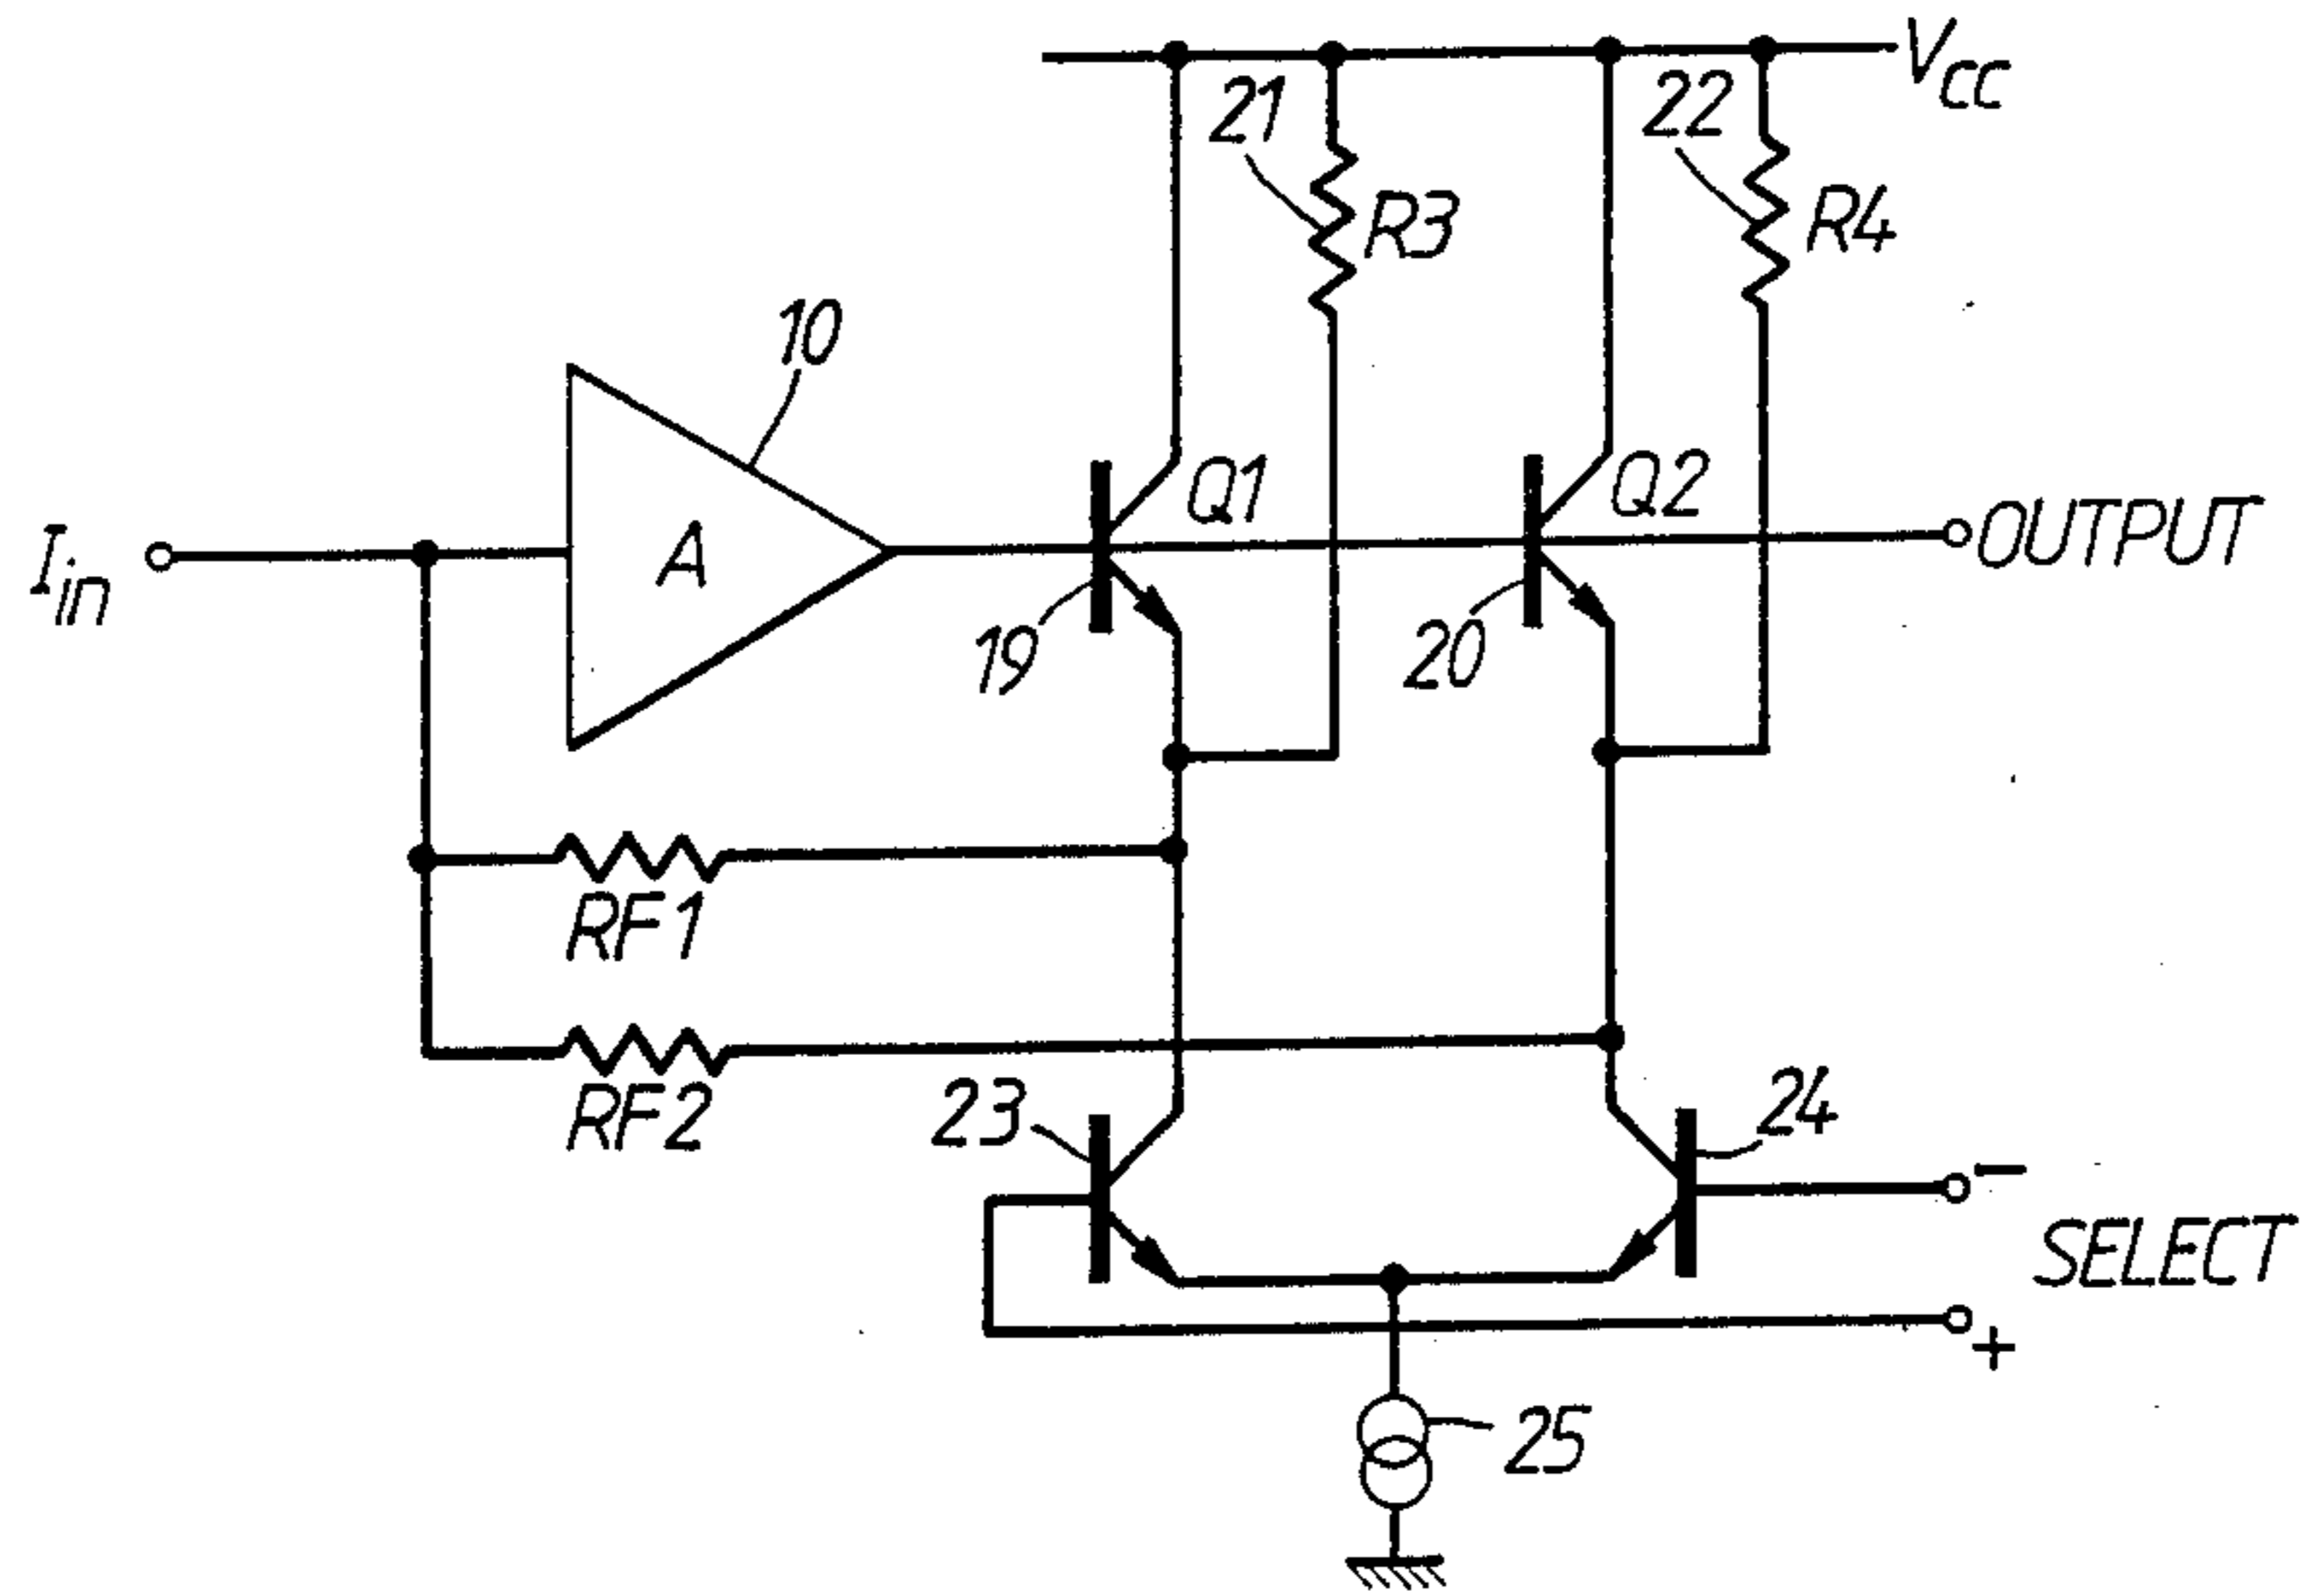 VCC
21
22
R3
R4
10
Iin
A
Q1
Q2
OUTPUT
19
20
RF1
RF2
23
24
−
SELECT
+
25